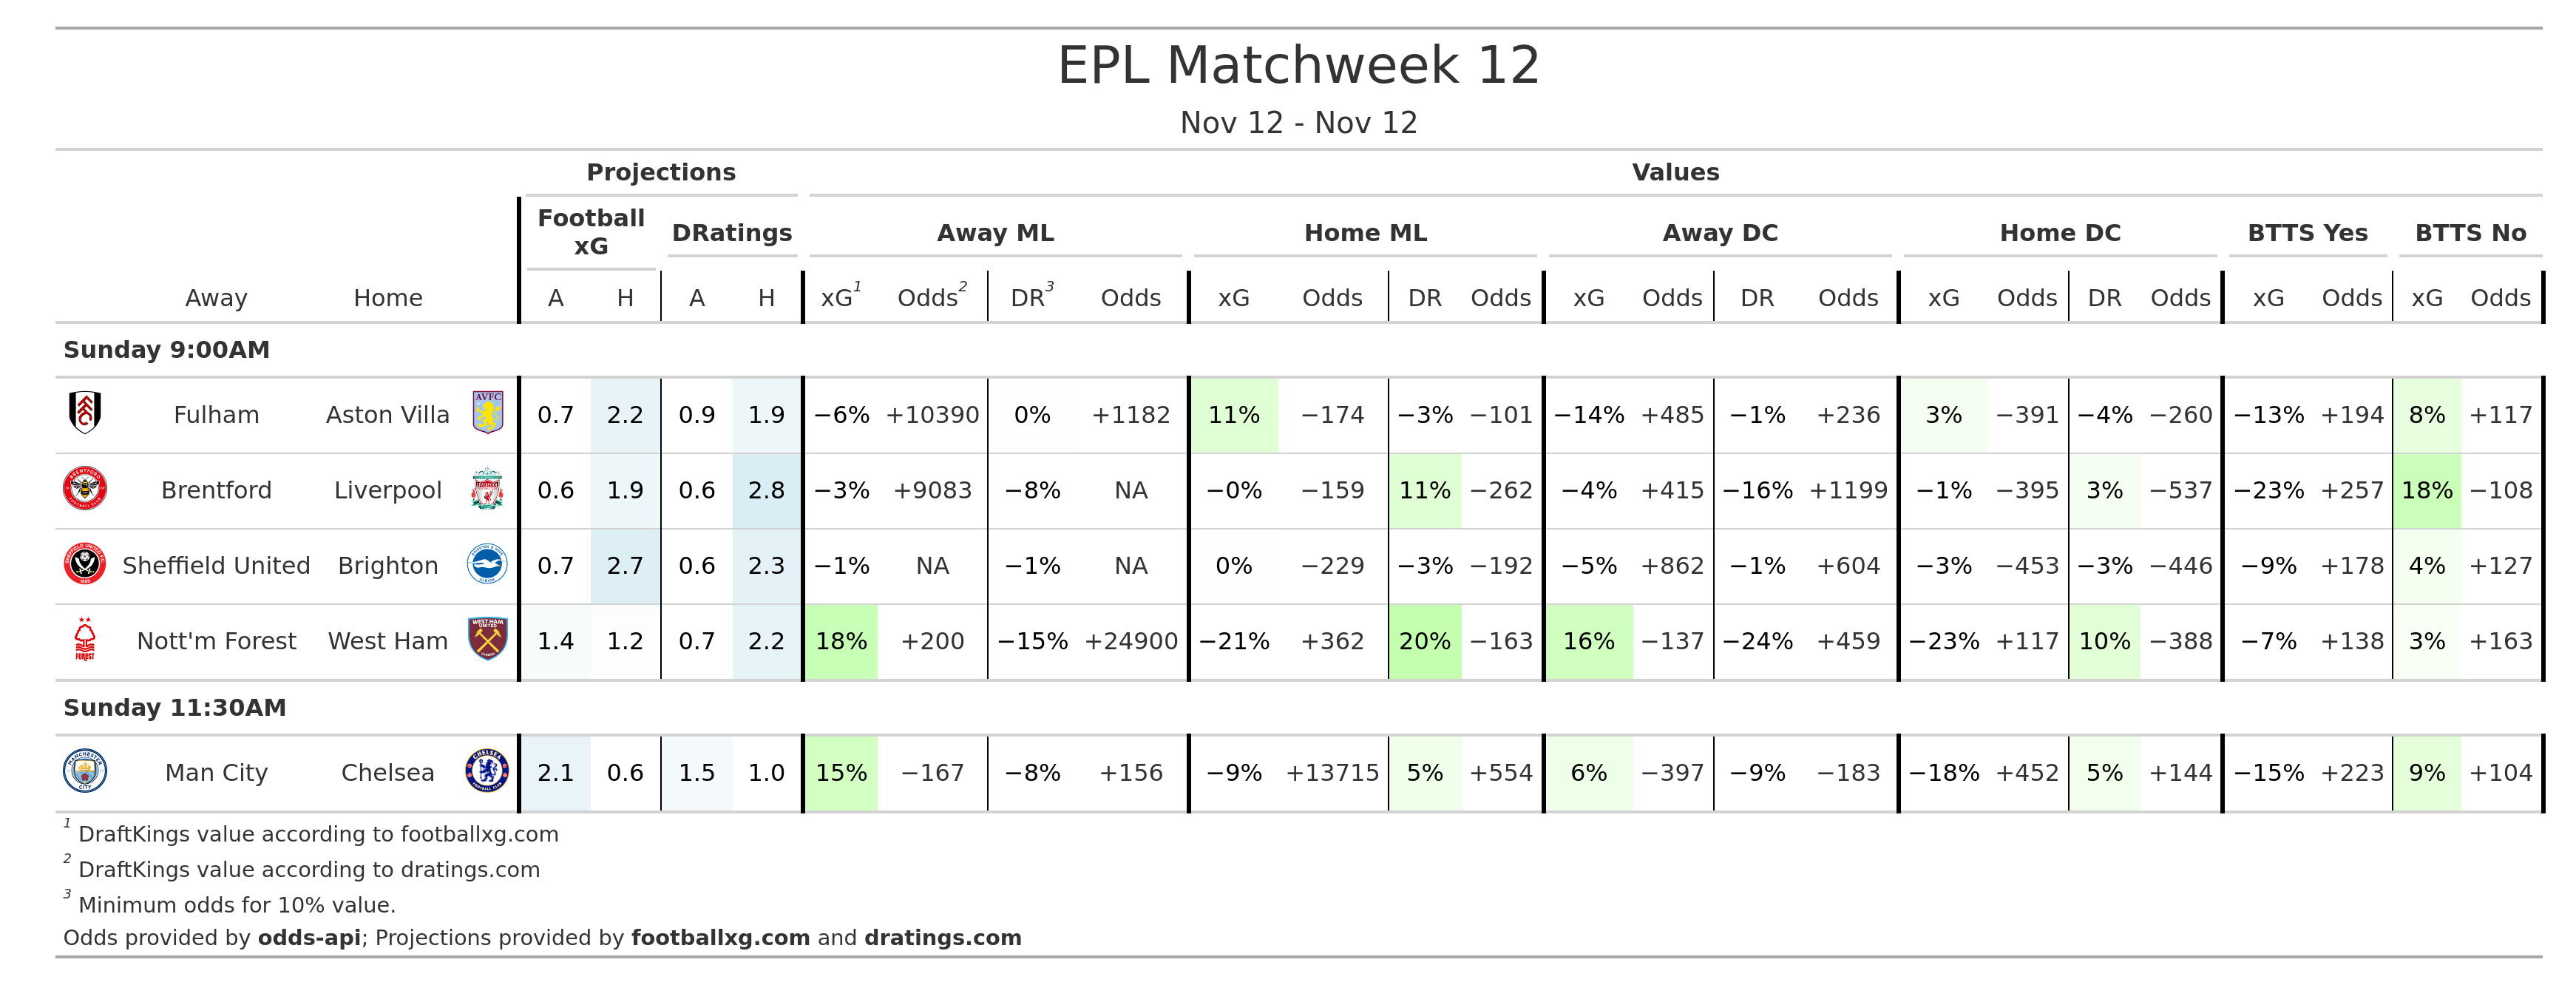 EPL Matchweek 12
Nov 12 - Nov 12
Projections Values
Football xG DRatings Away ML Home ML Away DC Home DC BTTS Yes BTTS No
Away Home A H A H xG1 Odds2 DR3 Odds xG Odds DR Odds xG Odds DR Odds xG Odds DR Odds xG Odds xG Odds
Sunday 9:00AM
Fulham Aston Villa 0.7 2.2 0.9 1.9 −6% +10390 0% +1182 11% −174 −3% −101 −14% +485 −1% +236 3% −391 −4% −260 −13% +194 8% +117
Brentford Liverpool 0.6 1.9 0.6 2.8 −3% +9083 −8% NA −0% −159 11% −262 −4% +415 −16% +1199 −1% −395 3% −537 −23% +257 18% −108
Sheffield United Brighton 0.7 2.7 0.6 2.3 −1% NA −1% NA 0% −229 −3% −192 −5% +862 −1% +604 −3% −453 −3% −446 −9% +178 4% +127
Nott'm Forest West Ham 1.4 1.2 0.7 2.2 18% +200 −15% +24900 −21% +362 20% −163 16% −137 −24% +459 −23% +117 10% −388 −7% +138 3% +163
Sunday 11:30AM
Man City Chelsea 2.1 0.6 1.5 1.0 15% −167 −8% +156 −9% +13715 5% +554 6% −397 −9% −183 −18% +452 5% +144 −15% +223 9% +104
1 DraftKings value according to footballxg.com
2 DraftKings value according to dratings.com
3 Minimum odds for 10% value.
Odds provided by odds-api; Projections provided by footballxg.com and dratings.com